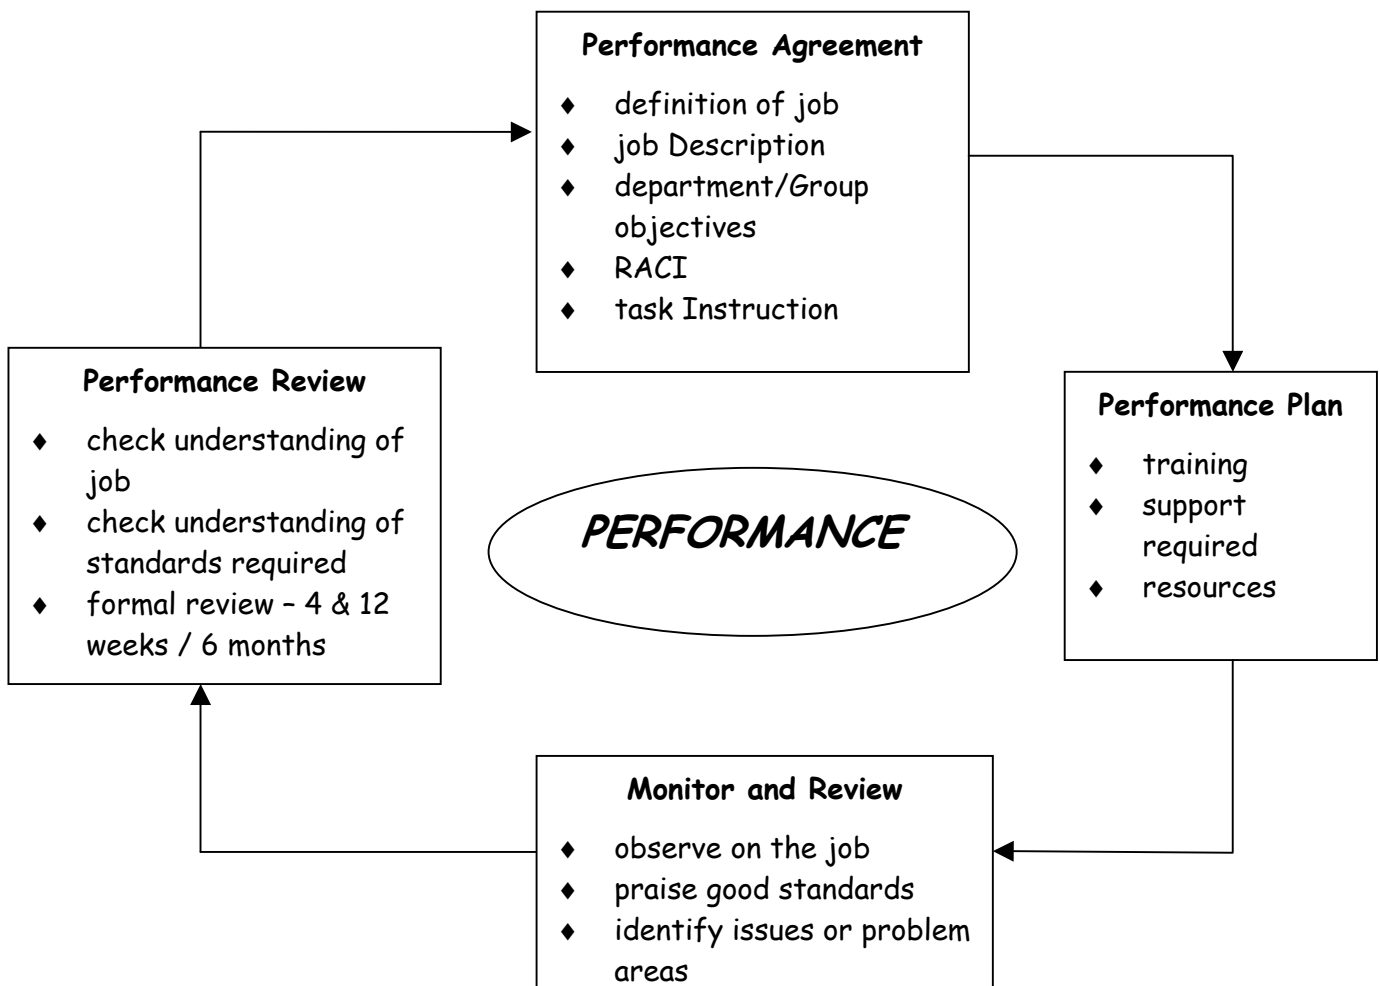 Performance Agreement
♦ definition of job
♦ job Description
♦ department/Group
objectives
♦ RACI
♦ task Instruction
Performance Review
♦ check understanding of
job
♦ check understanding of
standards required
♦ formal review – 4 & 12
weeks / 6 months
PERFORMANCE
Performance Plan
♦ training
♦ support
required
♦ resources
Monitor and Review
♦ observe on the job
♦ praise good standards
♦ identify issues or problem
areas